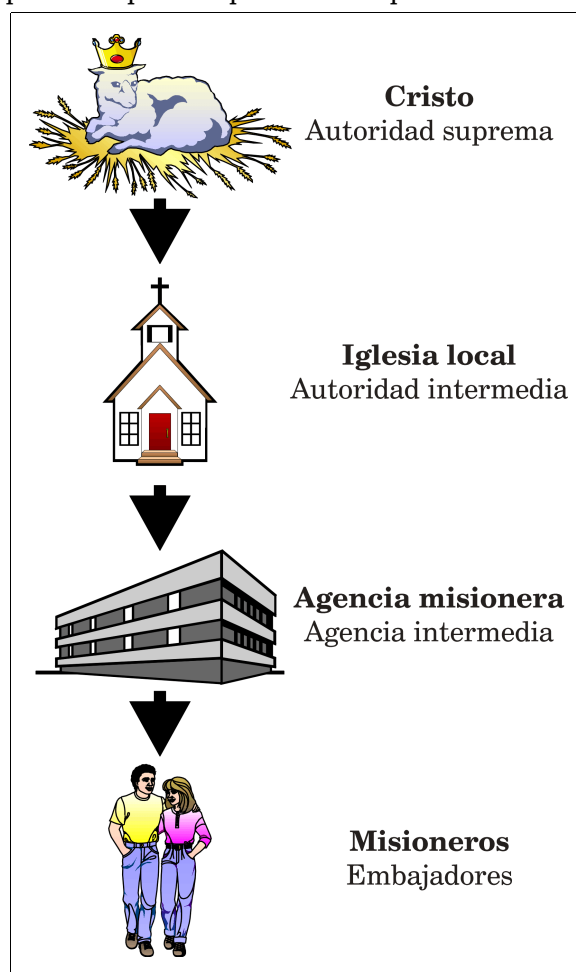 Cristo
Autoridad suprema
Iglesia local
Autoridad intermedia
Agencia misionera
Agencia intermedia
Misioneros
Embajadores